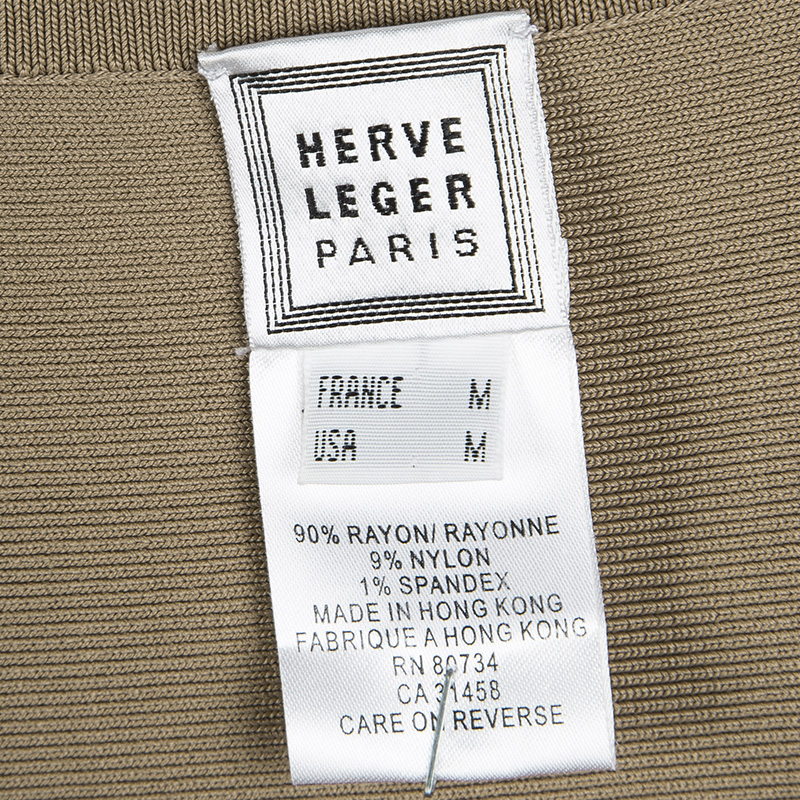 HERVE
LEGER
PARIS
FRANCE M
USA M
90% RAYON/ RAYONNE
9% NYLON
1% SPANDEX
MADE IN HONG KONG
FABRIQUE A HONG KONG
RN 80734
CA 31458
CARE ON REVERSE